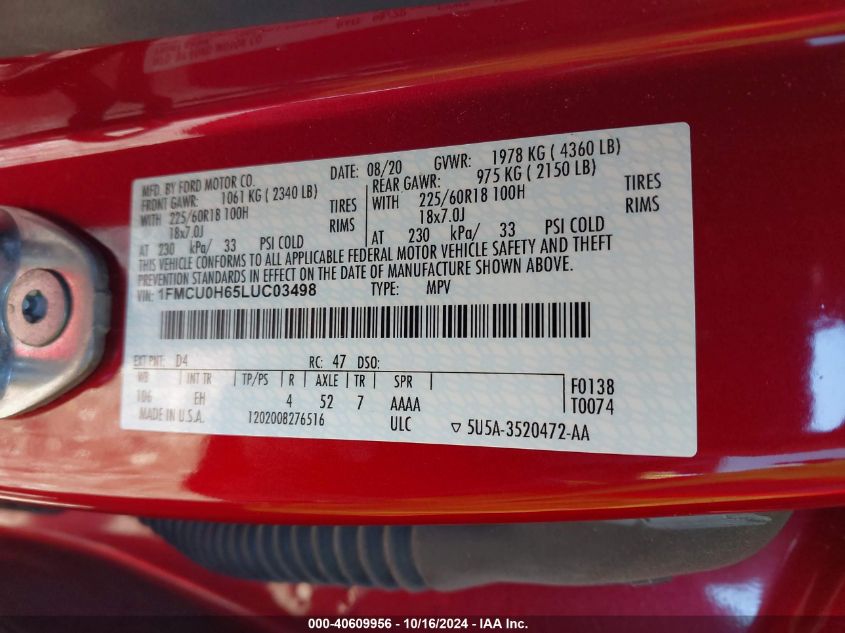 MFD. BY FORD MOTOR CO. DATE: 08/20 GVWR: 1978 KG ( 4360 LB)
FRONT GAWR: 1061 KG ( 2340 LB) REAR GAWR: 975 KG ( 2150 LB)
WITH 225/60R18 100H TIRES WITH 225/60R18 100H TIRES
18x7.0J RIMS 18x7.0J RIMS
AT 230 kPa/ 33 PSI COLD AT 230 kPa/ 33 PSI COLD
THIS VEHICLE CONFORMS TO ALL APPLICABLE FEDERAL MOTOR VEHICLE SAFETY AND THEFT
PREVENTION STANDARDS IN EFFECT ON THE DATE OF MANUFACTURE SHOWN ABOVE.
VIN: 1FMCU0H65LUC03498 TYPE: MPV
EXT PNT: D4 RC: 47 DSO:
WB INT TR TP/PS R AXLE TR SPR F0138
106 EH 4 52 7 AAAA T0074
MADE IN U.S.A. 1202008276516 ULC ▽ 5U5A-3520472-AA
000-40609956 - 10/16/2024 - IAA Inc.